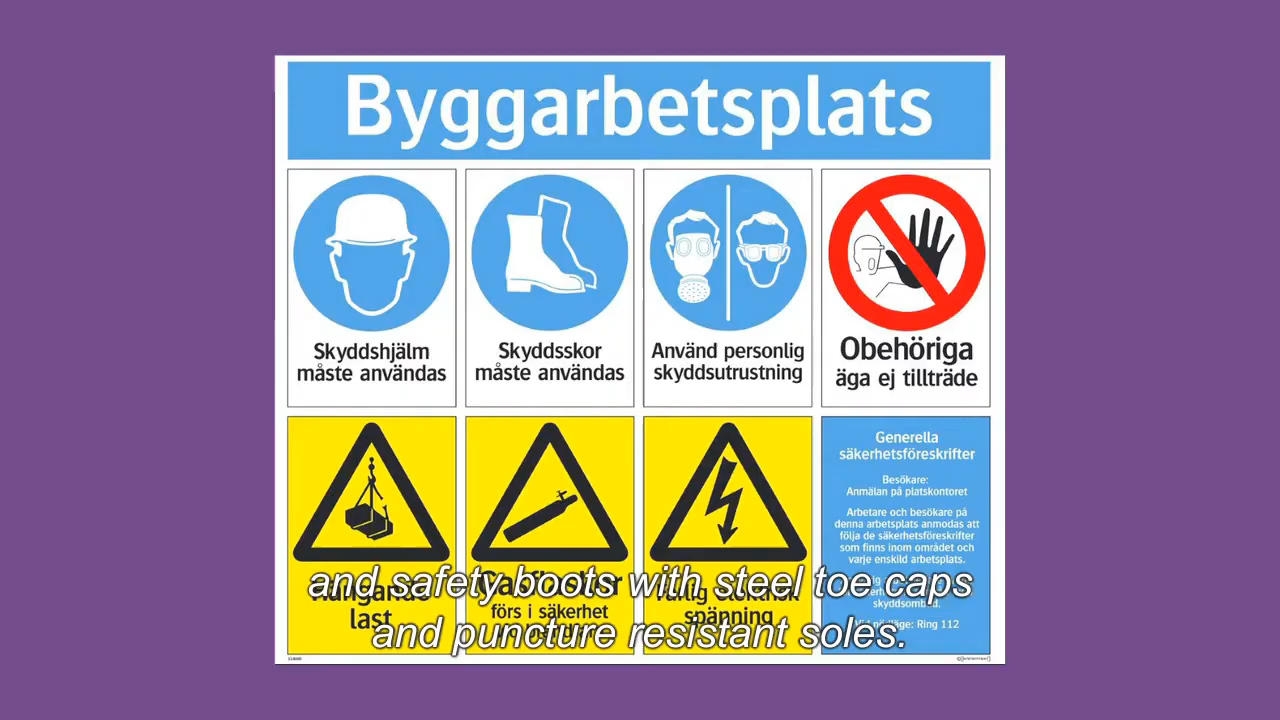 Byggarbetsplats
Skyddshjälm
måste användas
Skyddsskor
måste användas
Använd personlig
skyddsutrustning
Obehöriga
äga ej tillträde
last
förs i säkerhet
spänning
Generella
säkerhetsföreskrifter
Besökare:
Anmälan på platskontoret
Arbetare och besökare på
denna arbetsplats anmodas att
följa de säkerhetsföreskrifter
som finns inom området och
varje enskild arbetsplats.
skyddsombud.
Ring 112
and safety boots with steel toe caps
and puncture resistant soles.